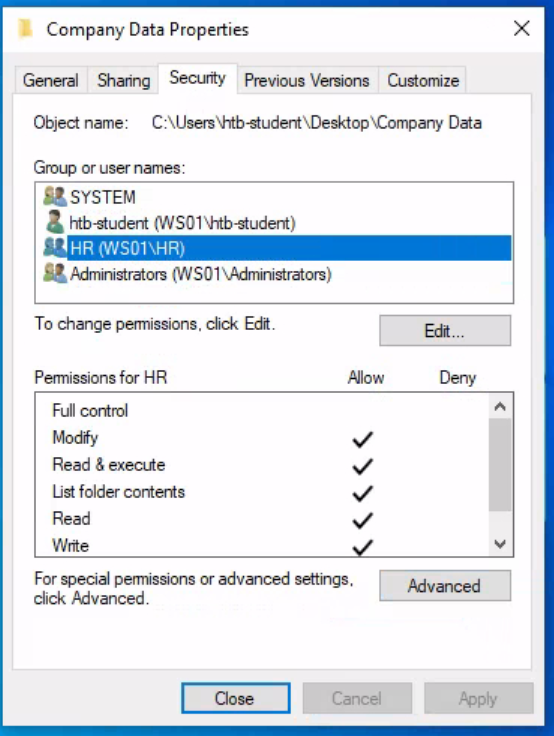 Company Data Properties
General Sharing Security Previous Versions Customize
Object name: C:\Users\htb-student\Desktop\Company Data
Group or user names:
SYSTEM
htb-student (WS01\htb-student)
HR (WS01\HR)
Administrators (WS01\Administrators)
To change permissions, click Edit.
Edit...
Permissions for HR Allow Deny
Full control
Modify
Read & execute
List folder contents
Read
Write
For special permissions or advanced settings,
click Advanced.
Advanced
Close Cancel Apply